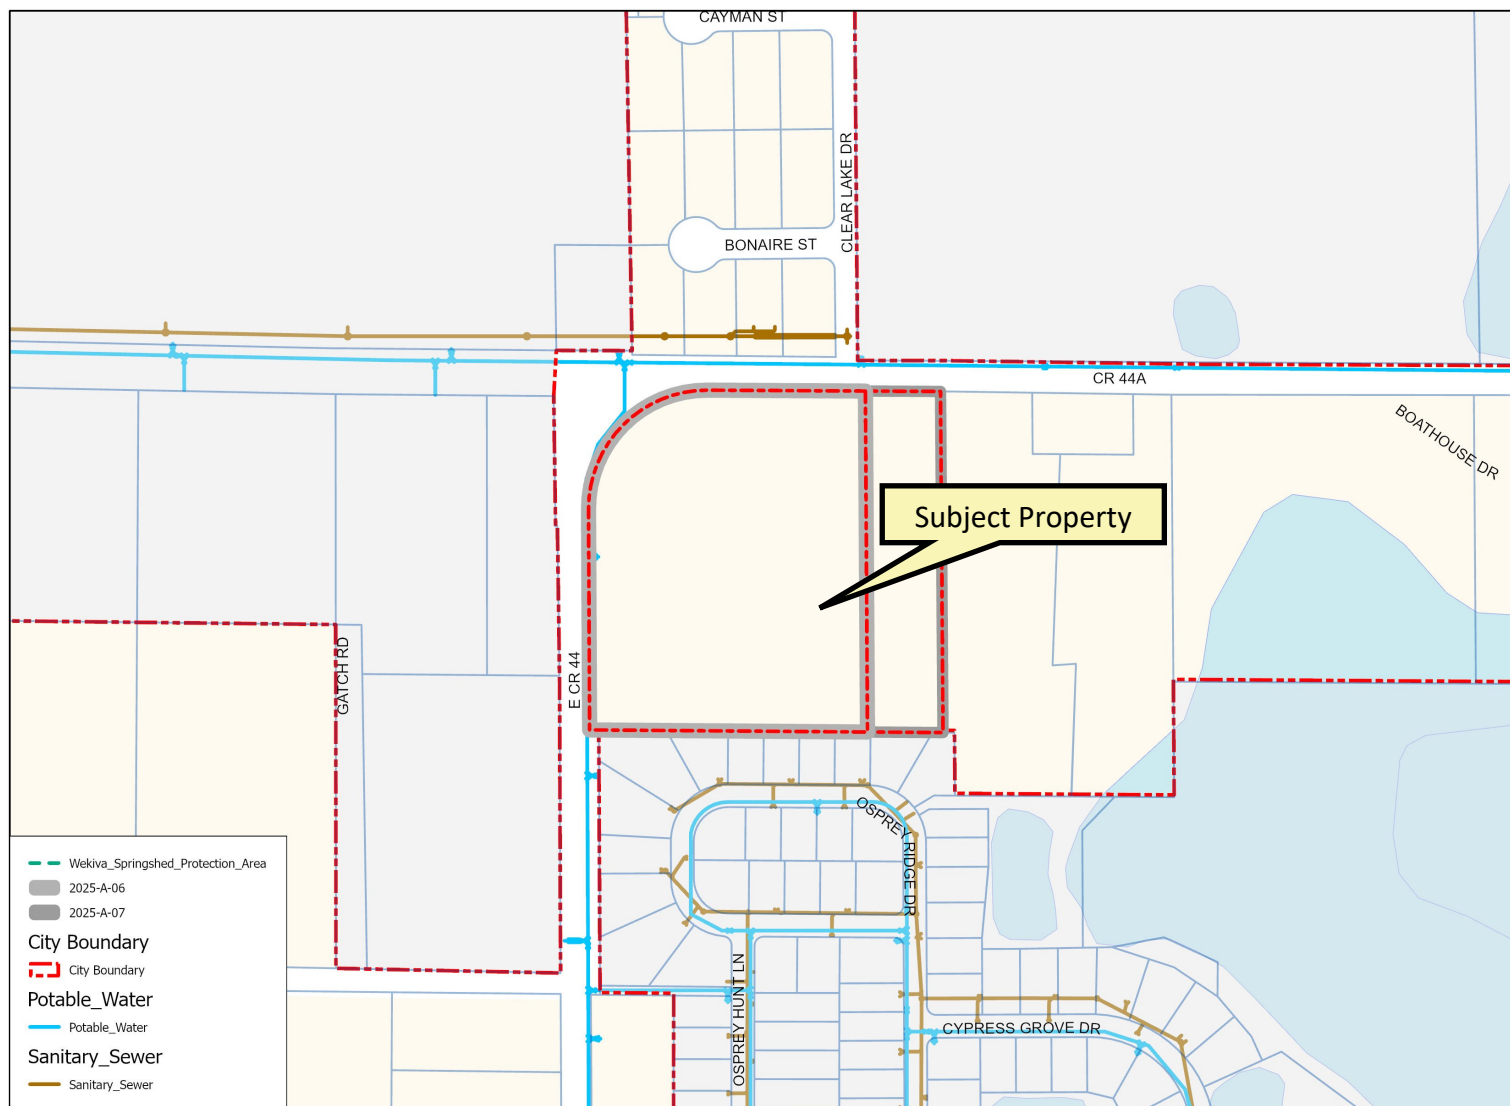 CAYMAN ST
CLEAR LAKE DR
BONAIRE ST
CR 44A
BOATHOUSE DR
Subject Property
E CR 44
GATCH RD
OSPREY RIDGE DR
OSPREY HUNT LN
CYPRESS GROVE DR
Wekiva_Springshed_Protection_Area
2025-A-06
2025-A-07
City Boundary
City Boundary
Potable_Water
Potable_Water
Sanitary_Sewer
Sanitary_Sewer